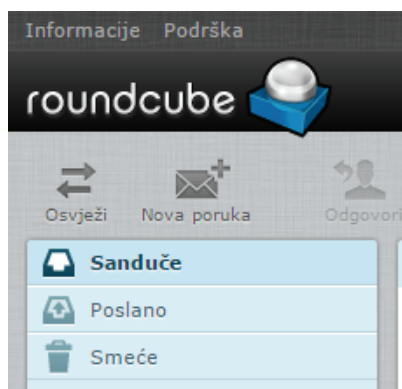 Informacije Podrška
roundcube
Osvježi Nova poruka Odgovori
Sanduče
Poslano
Smeće